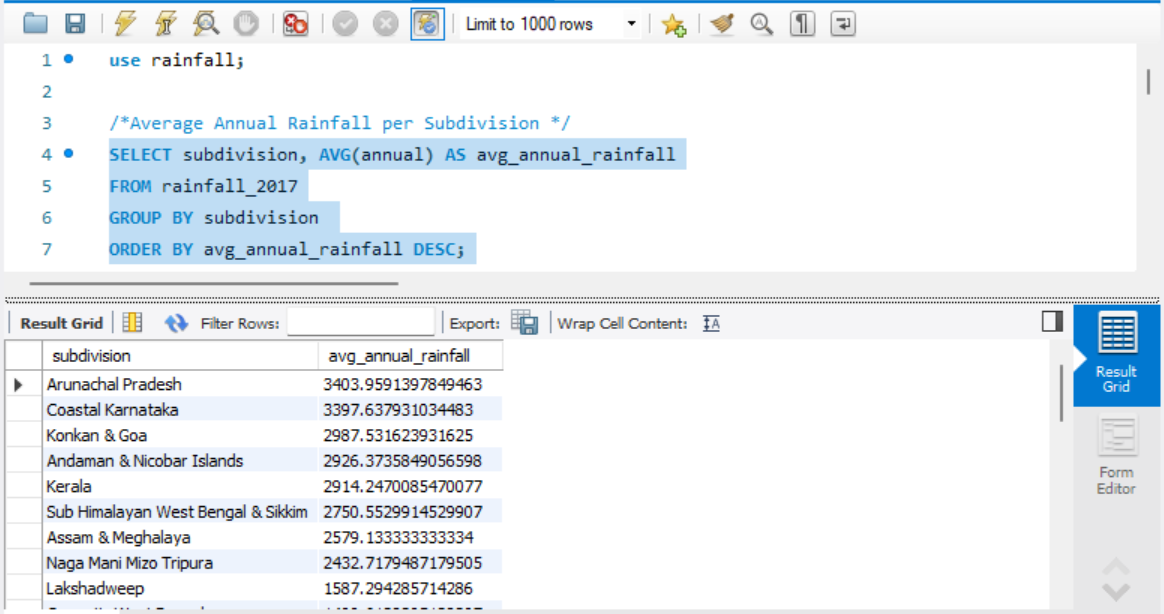 Limit to 1000 rows
1 use rainfall;
2
3 /*Average Annual Rainfall per Subdivision */
4 SELECT subdivision, AVG(annual) AS avg_annual_rainfall
5 FROM rainfall_2017
6 GROUP BY subdivision
7 ORDER BY avg_annual_rainfall DESC;
Result Grid Filter Rows: Export: Wrap Cell Content: IA
subdivision avg_annual_rainfall
Arunachal Pradesh 3403.9591397849463
Coastal Karnataka 3397.637931034483
Konkan & Goa 2987.531623931625
Andaman & Nicobar Islands 2926.3735849056598
Kerala 2914.2470085470077
Sub Himalayan West Bengal & Sikkim 2750.5529914529907
Assam & Meghalaya 2579.133333333334
Naga Mani Mizo Tripura 2432.7179487179505
Lakshadweep 1587.294285714286
Result
Grid
Form
Editor